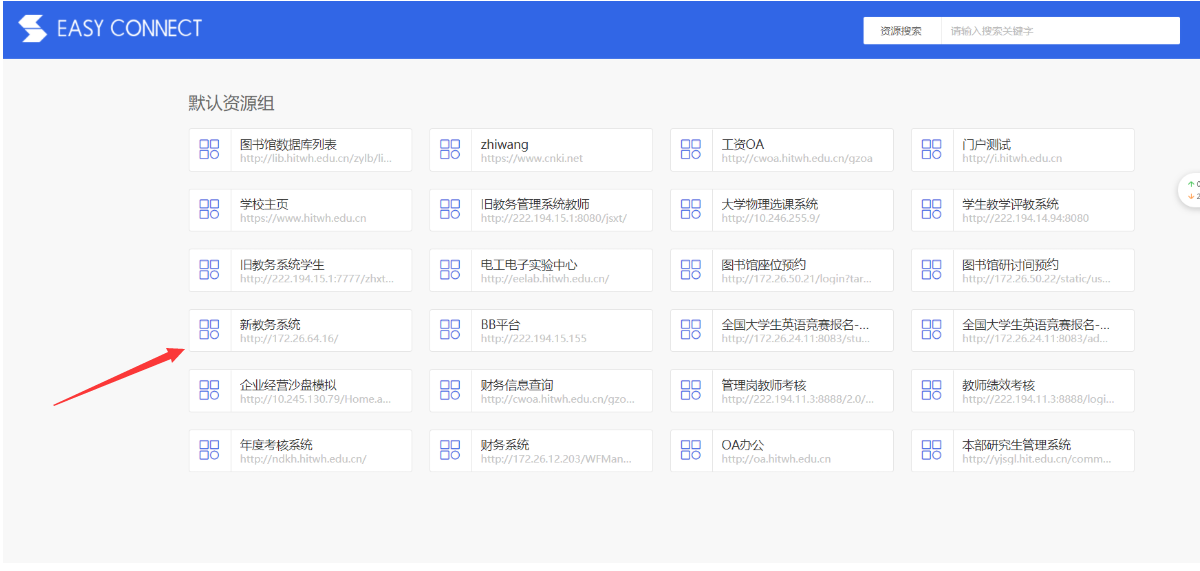 EASY CONNECT
资源搜索 请输入搜索关键字
默认资源组
图书馆数据库列表
http://lib.hitwh.edu.cn/zylb/li...
zhiwang
https://www.cnki.net
工资OA
http://cwoa.hitwh.edu.cn/gzoa
门户测试
http://i.hitwh.edu.cn
学校主页
https://www.hitwh.edu.cn
旧教务管理系统教师
http://222.194.15.1:8080/jsxt/
大学物理选课系统
http://10.246.255.9/
学生教学评教系统
http://222.194.14.94:8080
旧教务系统学生
http://222.194.15.1:7777/zhxt...
电工电子实验中心
http://eelab.hitwh.edu.cn/
图书馆座位预约
http://172.26.50.21/login?tar...
图书馆研讨间预约
http://172.26.50.22/static/us...
新教务系统
http://172.26.64.16/
BB平台
http://222.194.15.155
全国大学生英语竞赛报名-...
http://172.26.24.11:8083/stu...
全国大学生英语竞赛报名-...
http://172.26.24.11:8083/ad...
企业经营沙盘模拟
http://10.245.130.79/Home.a...
财务信息查询
http://cwoa.hitwh.edu.cn/gzo...
管理岗教师考核
http://222.194.11.3:8888/2.0/...
教师绩效考核
http://222.194.11.3:8888/logi...
年度考核系统
http://ndkh.hitwh.edu.cn/
财务系统
http://172.26.12.203/WFMan...
OA办公
http://oa.hitwh.edu.cn
本部研究生管理系统
http://yjsgl.hit.edu.cn/comm...